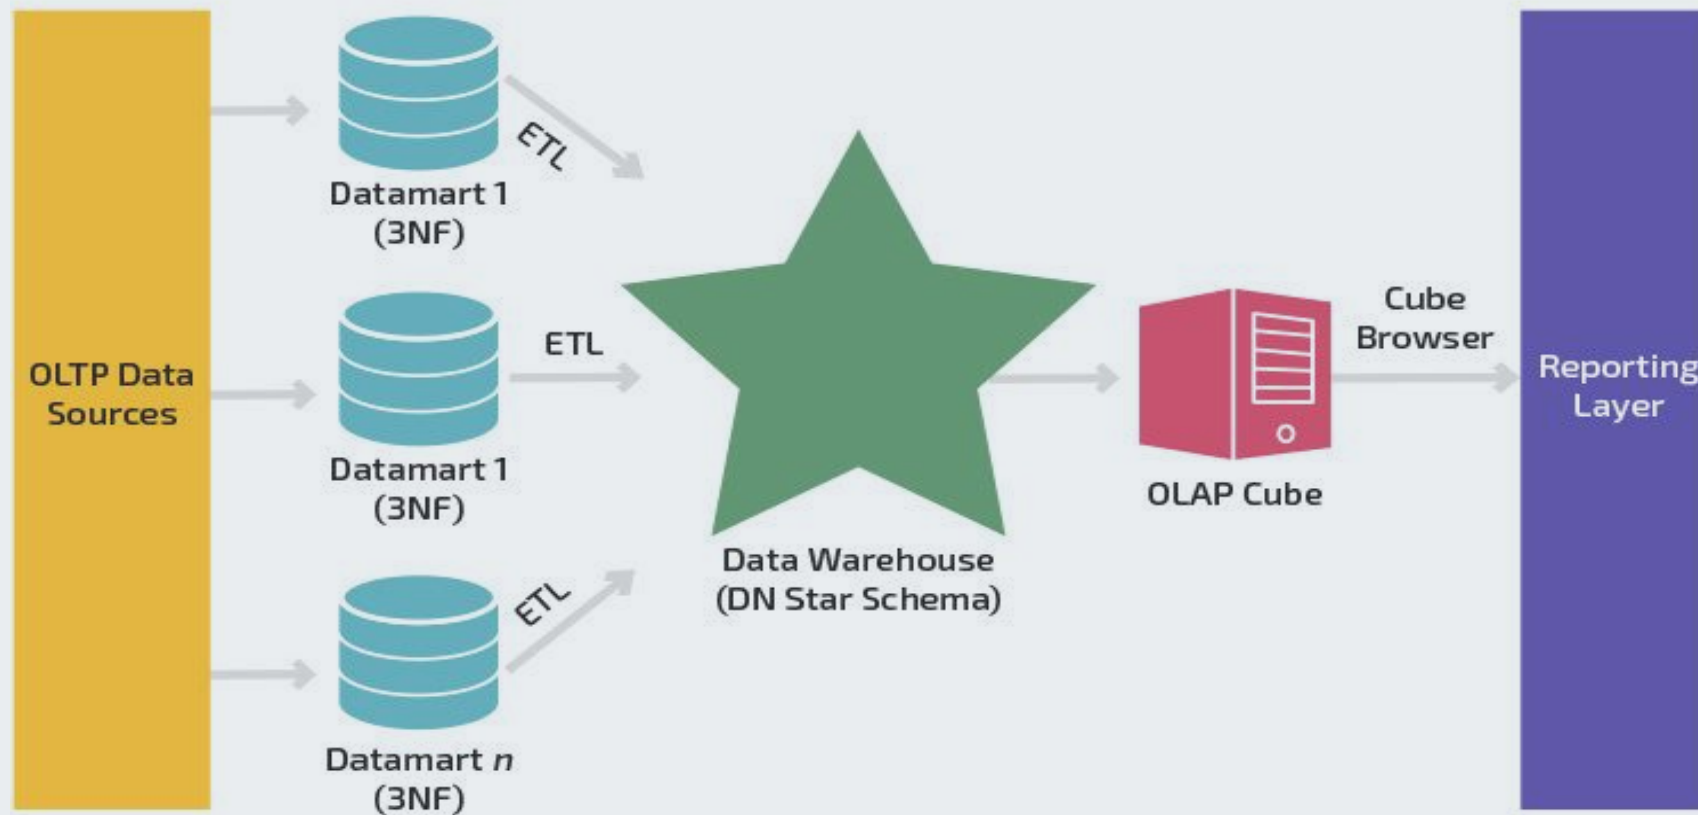 OLTP Data
Sources
Datamart 1
(3NF)
ETL
Datamart 1
(3NF)
ETL
Datamart n
(3NF)
ETL
Data Warehouse
(DN Star Schema)
OLAP Cube
Cube
Browser
Reporting
Layer